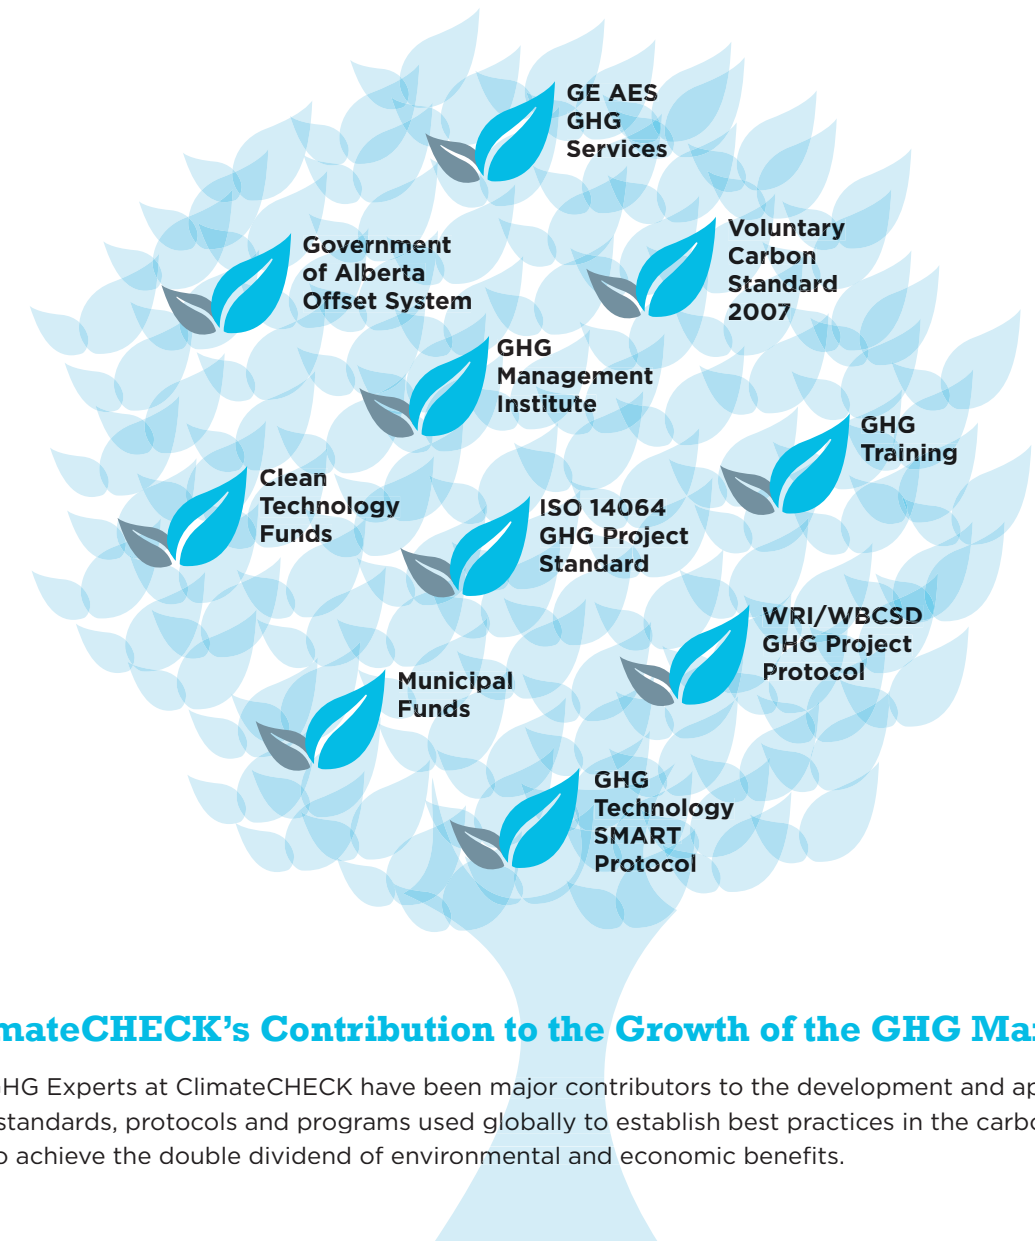 GE AES
GHG
Services
Voluntary
Carbon
Standard
2007
Government
of Alberta
Offset System
GHG
Management
Institute
GHG
Training
Clean
Technology
Funds
ISO 14064
GHG Project
Standard
WRI/WBCSD
GHG Project
Protocol
Municipal
Funds
GHG
Technology
SMART
Protocol
mateCHECK’s Contribution to the Growth of the GHG Ma
GHG Experts at ClimateCHECK have been major contributors to the development and ap
standards, protocols and programs used globally to establish best practices in the carbo
o achieve the double dividend of environmental and economic benefits.